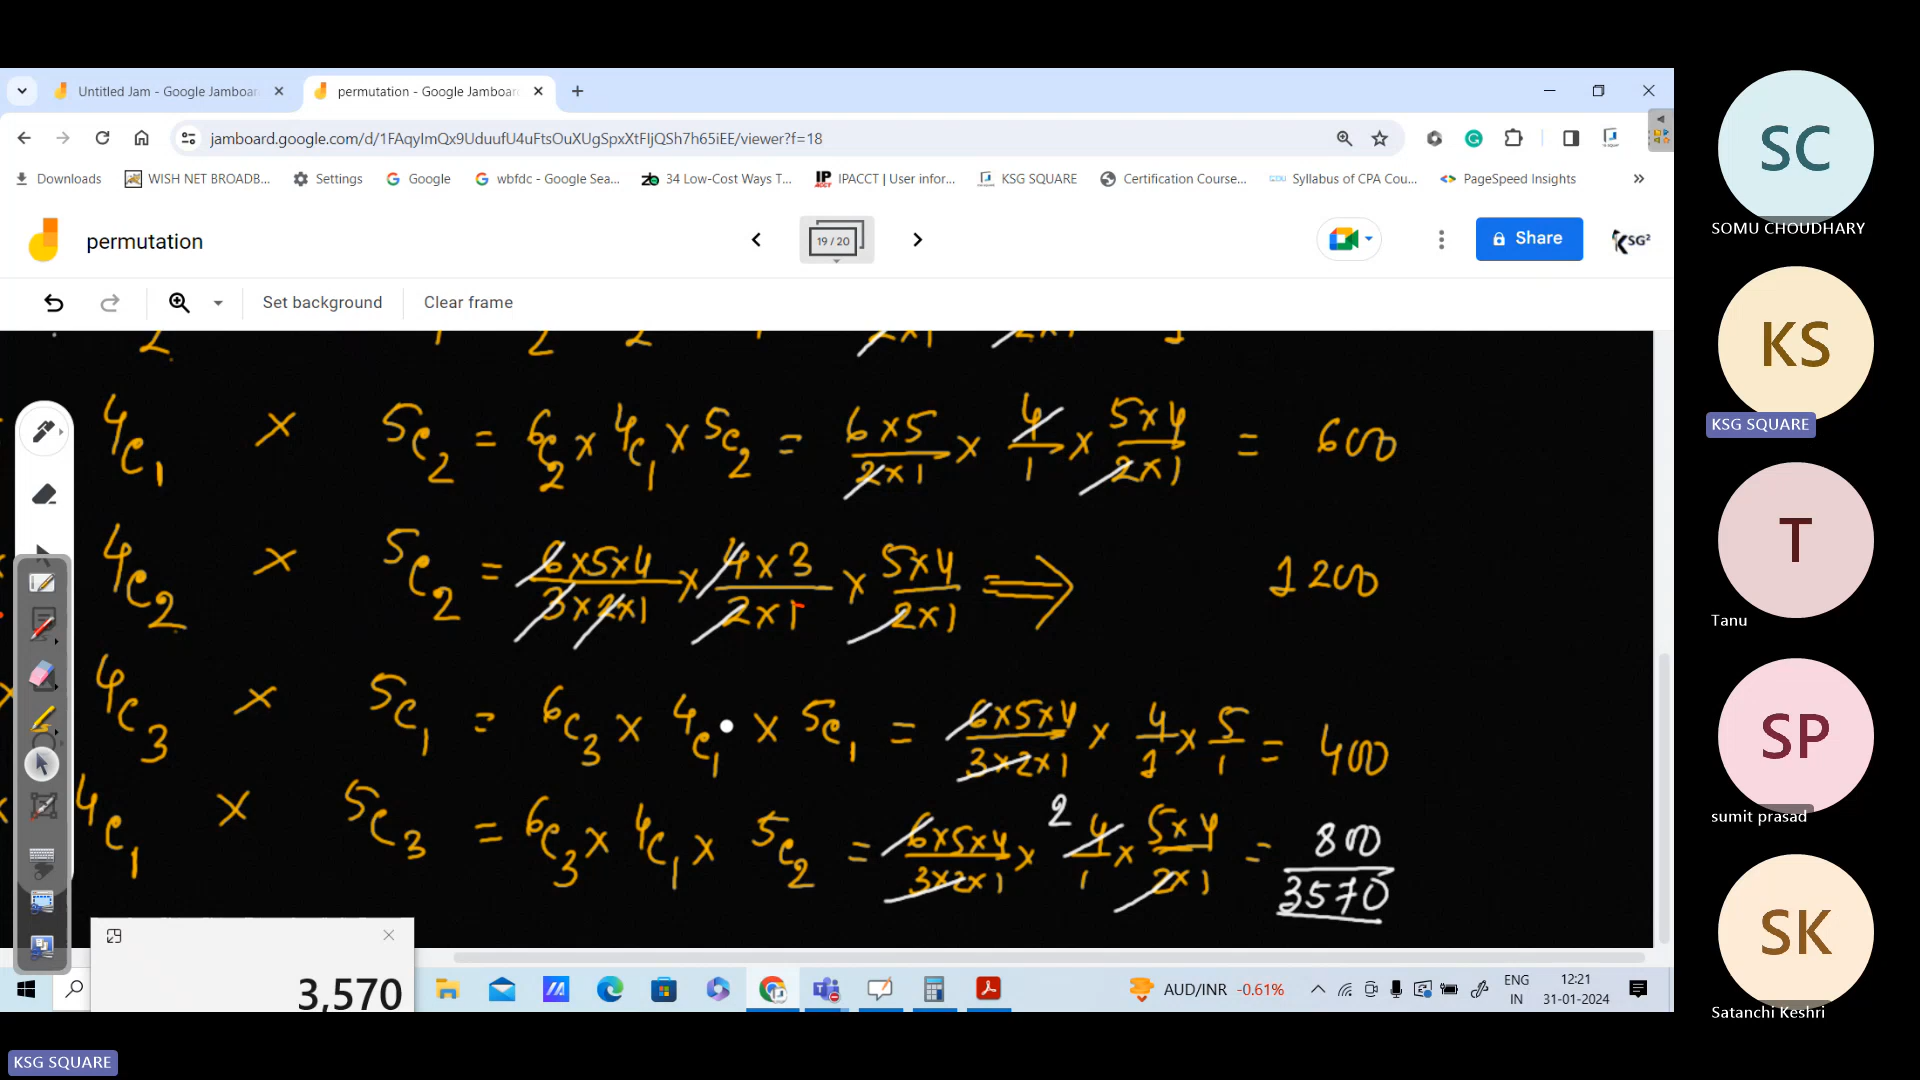 Untitled Jam - Google Jamboar
permutation - Google Jamboar
jamboard.google.com/d/1FAqyImQx9UduufU4uFtsOuXUgSpxXtFIjQSh7h65iEE/viewer?f=18
Downloads WISH NET BROADB... Settings Google wbfdc - Google Sea... 34 Low-Cost Ways T... IPACCT | User infor... KSG SQUARE Certification Course... Syllabus of CPA Cou... PageSpeed Insights
permutation 19 / 20 Share KSG²
Set background Clear frame
4c1 × 5c2 = 6c2 × 4c1 × 5c2 = 6×5/2×1 × 4/1 × 5×4/2×1 = 600
4c2 × 5c2 = 6×5×4/3×2×1 × 4×3/2×1 × 5×4/2×1 ⟹ 1200
4c3 × 5c1 = 6c3 × 4c1 × 5c1 = 6×5×4/3×2×1 × 4/1 × 5/1 = 400
4c1 × 5c3 = 6c3 × 4c1 × 5c2 = 6×5×4/3×2×1 × 2 4/1 × 5×4/2×1 = 800
3570
3,570
AUD/INR -0.61%
ENG
IN
12:21
31-01-2024
SC
SOMU CHOUDHARY
KS
KSG SQUARE
T
Tanu
SP
sumit prasad
SK
Satanchi Keshri
KSG SQUARE